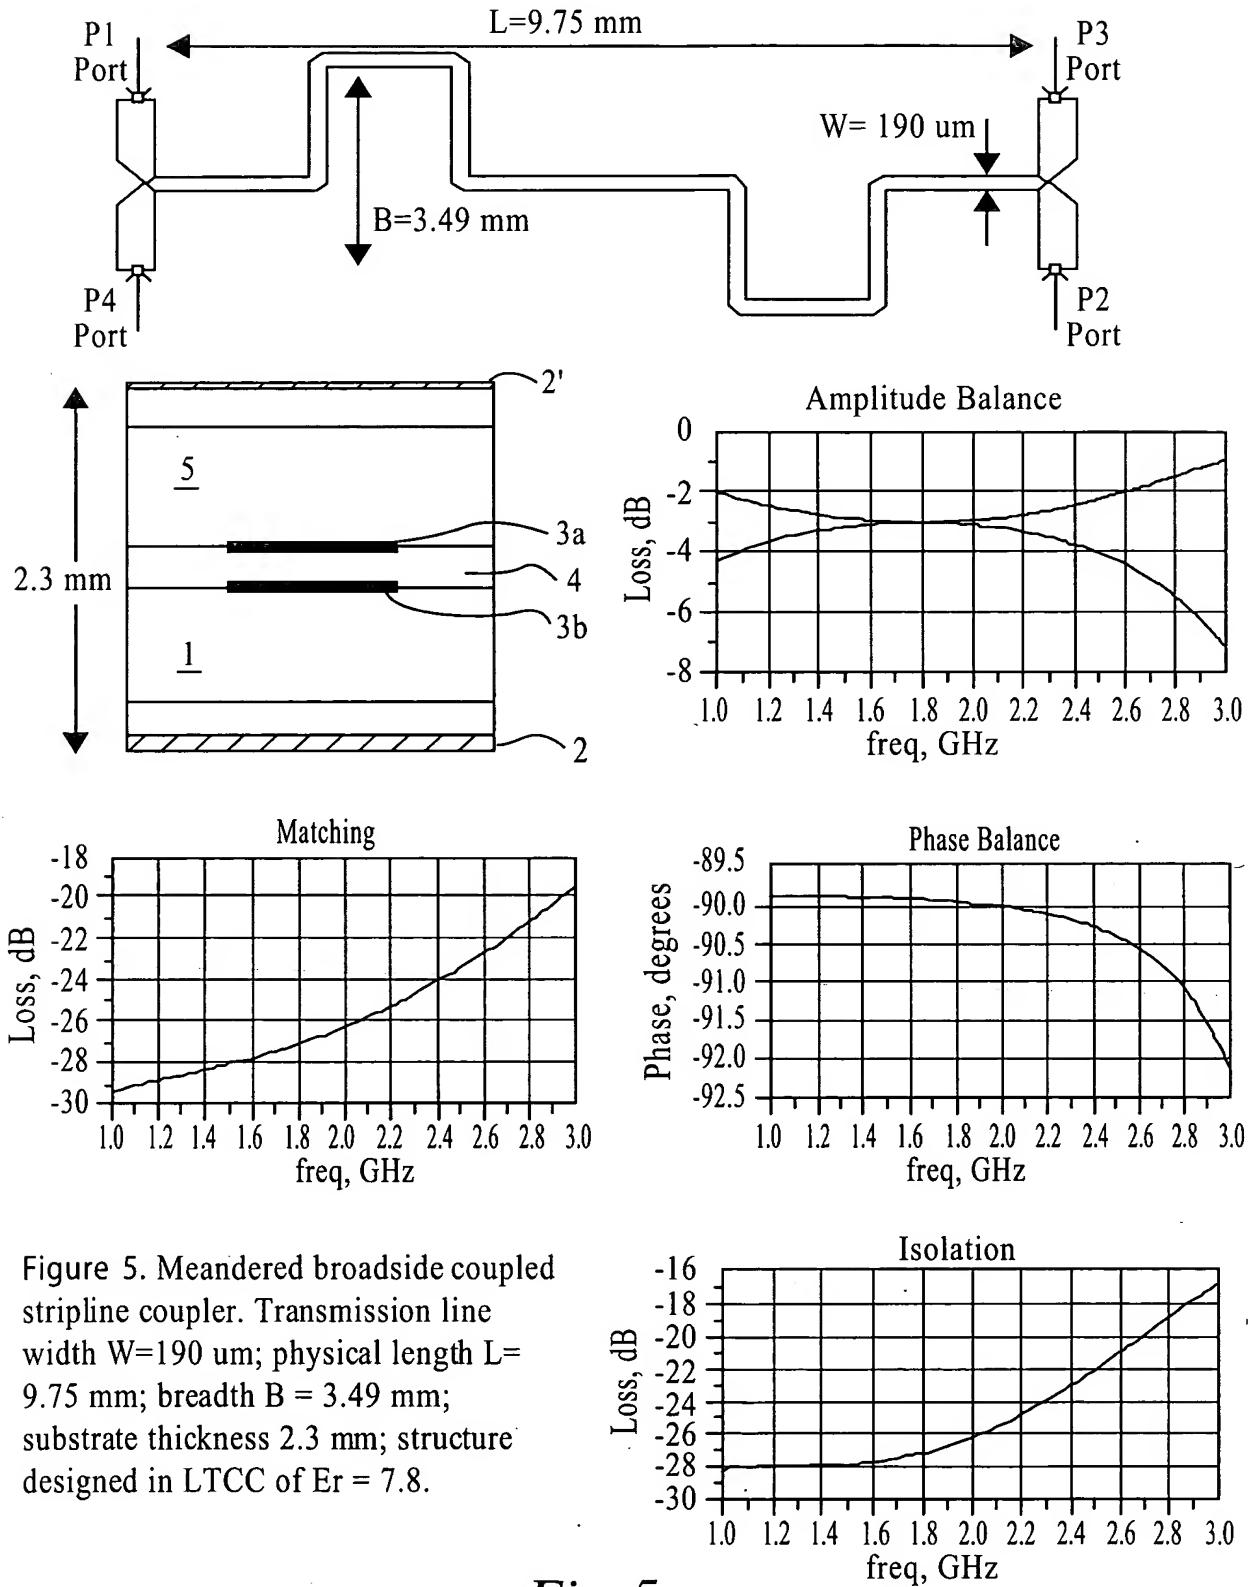 L=9.75 mm
P1
Port
P3
Port
W= 190 um
B=3.49 mm
P4
Port
P2
Port
2'
5
3a
2.3 mm
4
3b
1
2
Amplitude Balance
Loss, dB
0
-2
-4
-6
-8
1.0 1.2 1.4 1.6 1.8 2.0 2.2 2.4 2.6 2.8 3.0
freq, GHz
Matching
Loss, dB
-18
-20
-22
-24
-26
-28
-30
1.0 1.2 1.4 1.6 1.8 2.0 2.2 2.4 2.6 2.8 3.0
freq, GHz
Phase Balance
Phase, degrees
-89.5
-90.0
-90.5
-91.0
-91.5
-92.0
-92.5
1.0 1.2 1.4 1.6 1.8 2.0 2.2 2.4 2.6 2.8 3.0
freq, GHz
Figure 5. Meandered broadside coupled
stripline coupler. Transmission line
width W=190 um; physical length L=
9.75 mm; breadth B = 3.49 mm;
substrate thickness 2.3 mm; structure
designed in LTCC of Er = 7.8.
Isolation
Loss, dB
-16
-18
-20
-22
-24
-26
-28
-30
1.0 1.2 1.4 1.6 1.8 2.0 2.2 2.4 2.6 2.8 3.0
freq, GHz